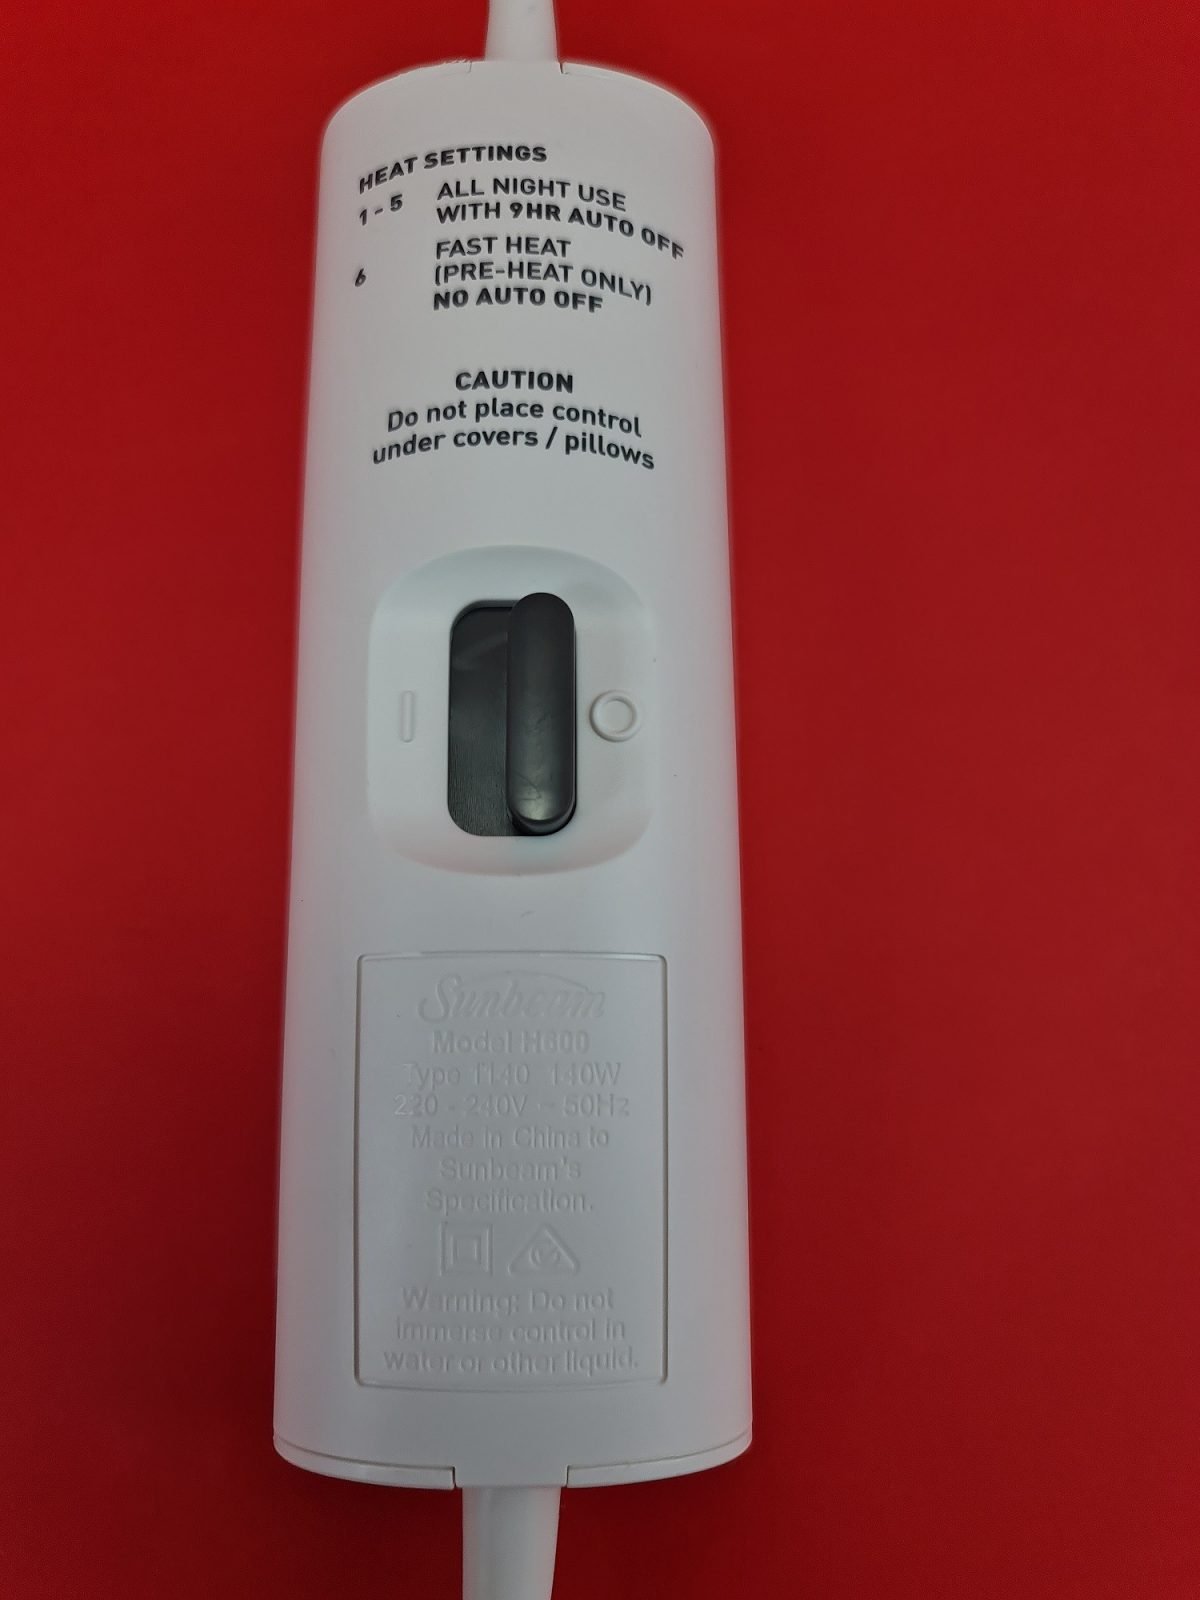 HEAT SETTINGS
1 - 5 ALL NIGHT USE
WITH 9HR AUTO OFF
6 FAST HEAT
(PRE-HEAT ONLY)
NO AUTO OFF
CAUTION
Do not place control
under covers / pillows
Sunbeam
Model H600
Type T140 140W
220 - 240V ~ 50Hz
Made in China to
Sunbeam's
Specification.
Warning: Do not
immerse control in
water or other liquid.